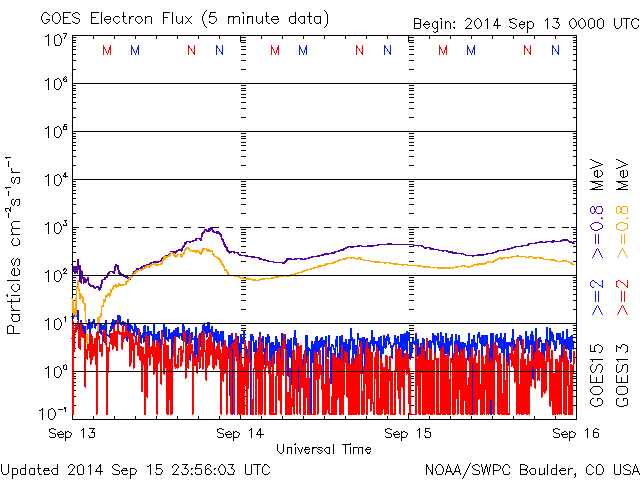 GOES Electron Flux (5 minute data)
Begin: 2014 Sep 13 0000 UTC
10⁷
M M N N M M N N M M N N
10⁶
10⁵
10⁴
10³
10²
10¹
10⁰
10⁻¹
Particles cm⁻²s⁻¹sr⁻¹
GOES15 >=2 >=0.8 MeV
GOES13 >=2 >=0.8 MeV
Sep 13 Sep 14 Sep 15 Sep 16
Universal Time
Updated 2014 Sep 15 23:56:03 UTC
NOAA/SWPC Boulder, CO USA